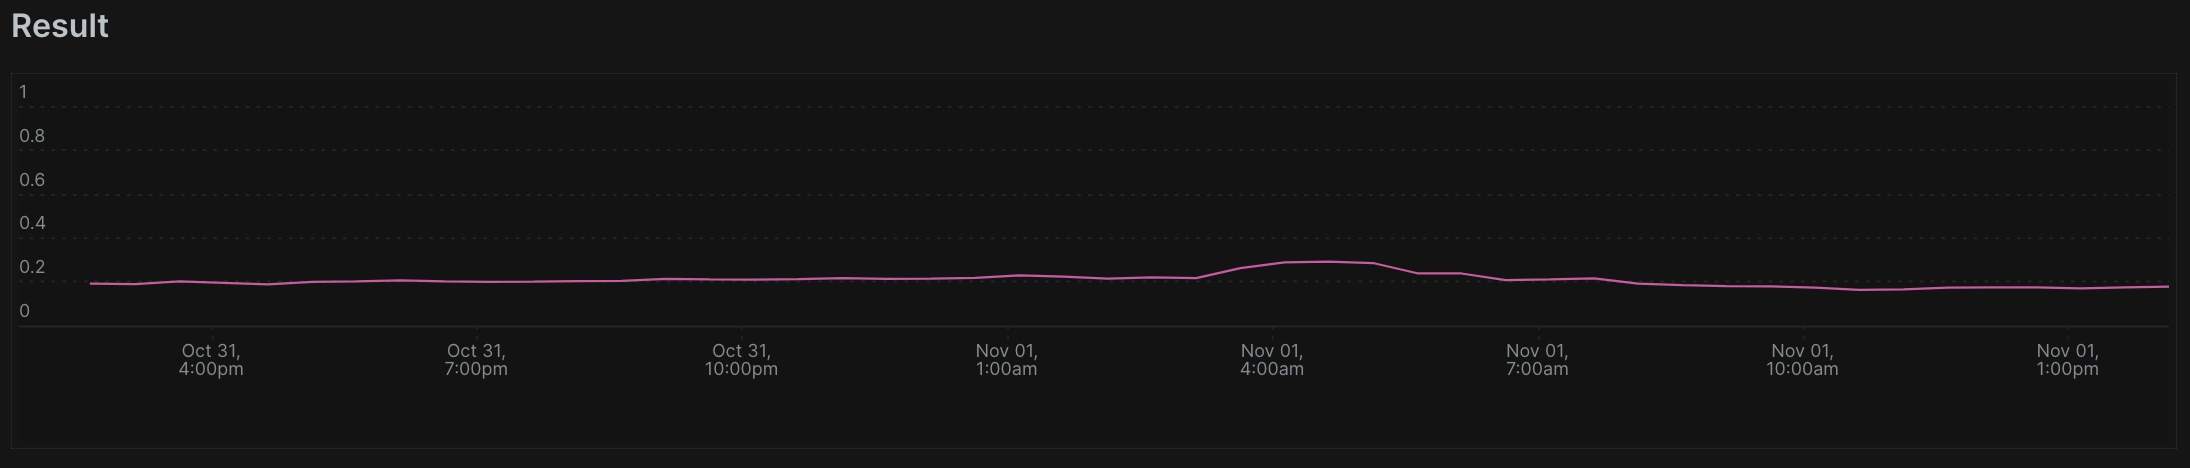 Result
1
0.8
0.6
0.4
0.2
0
Oct 31,
4:00pm
Oct 31,
7:00pm
Oct 31,
10:00pm
Nov 01,
1:00am
Nov 01,
4:00am
Nov 01,
7:00am
Nov 01,
10:00am
Nov 01,
1:00pm